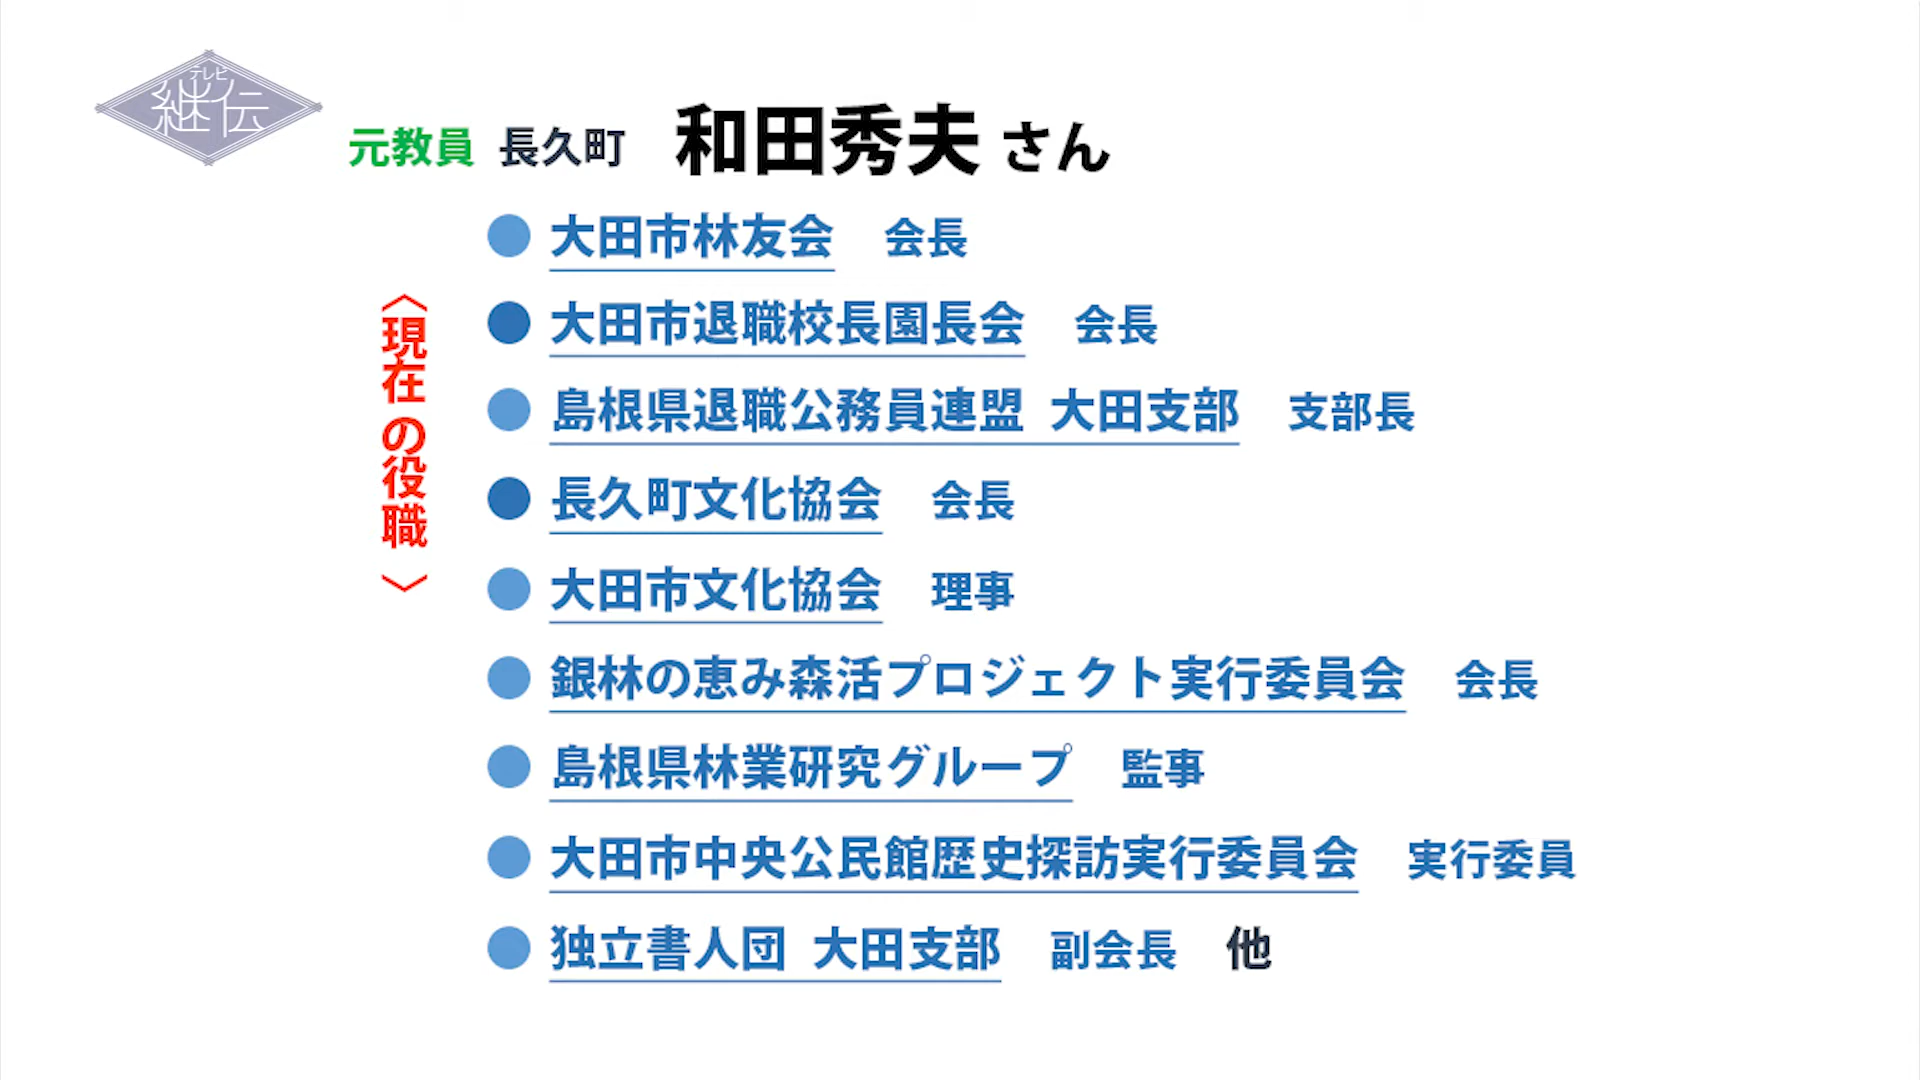 テレビ
継伝
元教員 長久町 和田秀夫 さん
〈現在の役職〉
● 大田市林友会 会長
● 大田市退職校長園長会 会長
● 島根県退職公務員連盟 大田支部 支部長
● 長久町文化協会 会長
● 大田市文化協会 理事
● 銀林の恵み森活プロジェクト実行委員会 会長
● 島根県林業研究グループ 監事
● 大田市中央公民館歴史探訪実行委員会 実行委員
● 独立書人団 大田支部 副会長 他